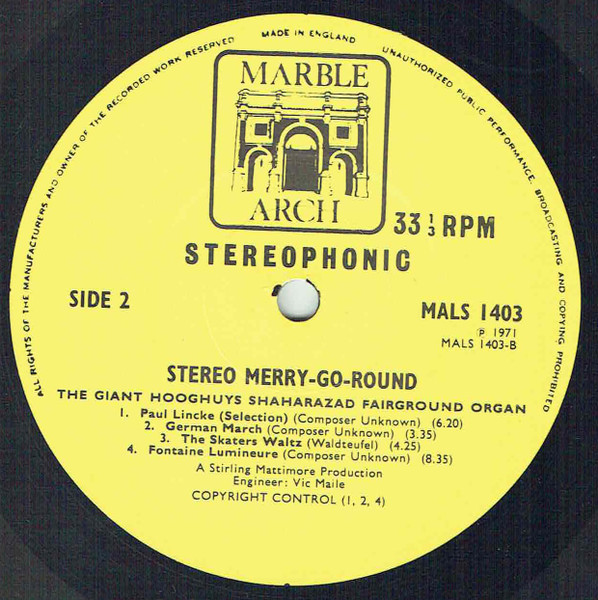 ALL RIGHTS OF THE MANUFACTURERS AND OWNER OF THE RECORDED WORK RESERVED
MADE IN ENGLAND
UNAUTHORIZED PUBLIC PERFORMANCE, BROADCASTING AND COPYING PROHIBITED
MARBLE
ARCH
33 1/3 RPM
STEREOPHONIC
SIDE 2
MALS 1403
℗ 1971
MALS 1403-B
STEREO MERRY-GO-ROUND
THE GIANT HOOGHUYS SHAHARAZAD FAIRGROUND ORGAN
1. Paul Lincke (Selection) (Composer Unknown) (6.20)
2. German March (Composer Unknown) (3.35)
3. The Skaters Waltz (Waldteufel) (4.25)
4. Fontaine Lumineure (Composer Unknown) (8.35)
A Stirling Mattimore Production
Engineer: Vic Maile
COPYRIGHT CONTROL (1, 2, 4)